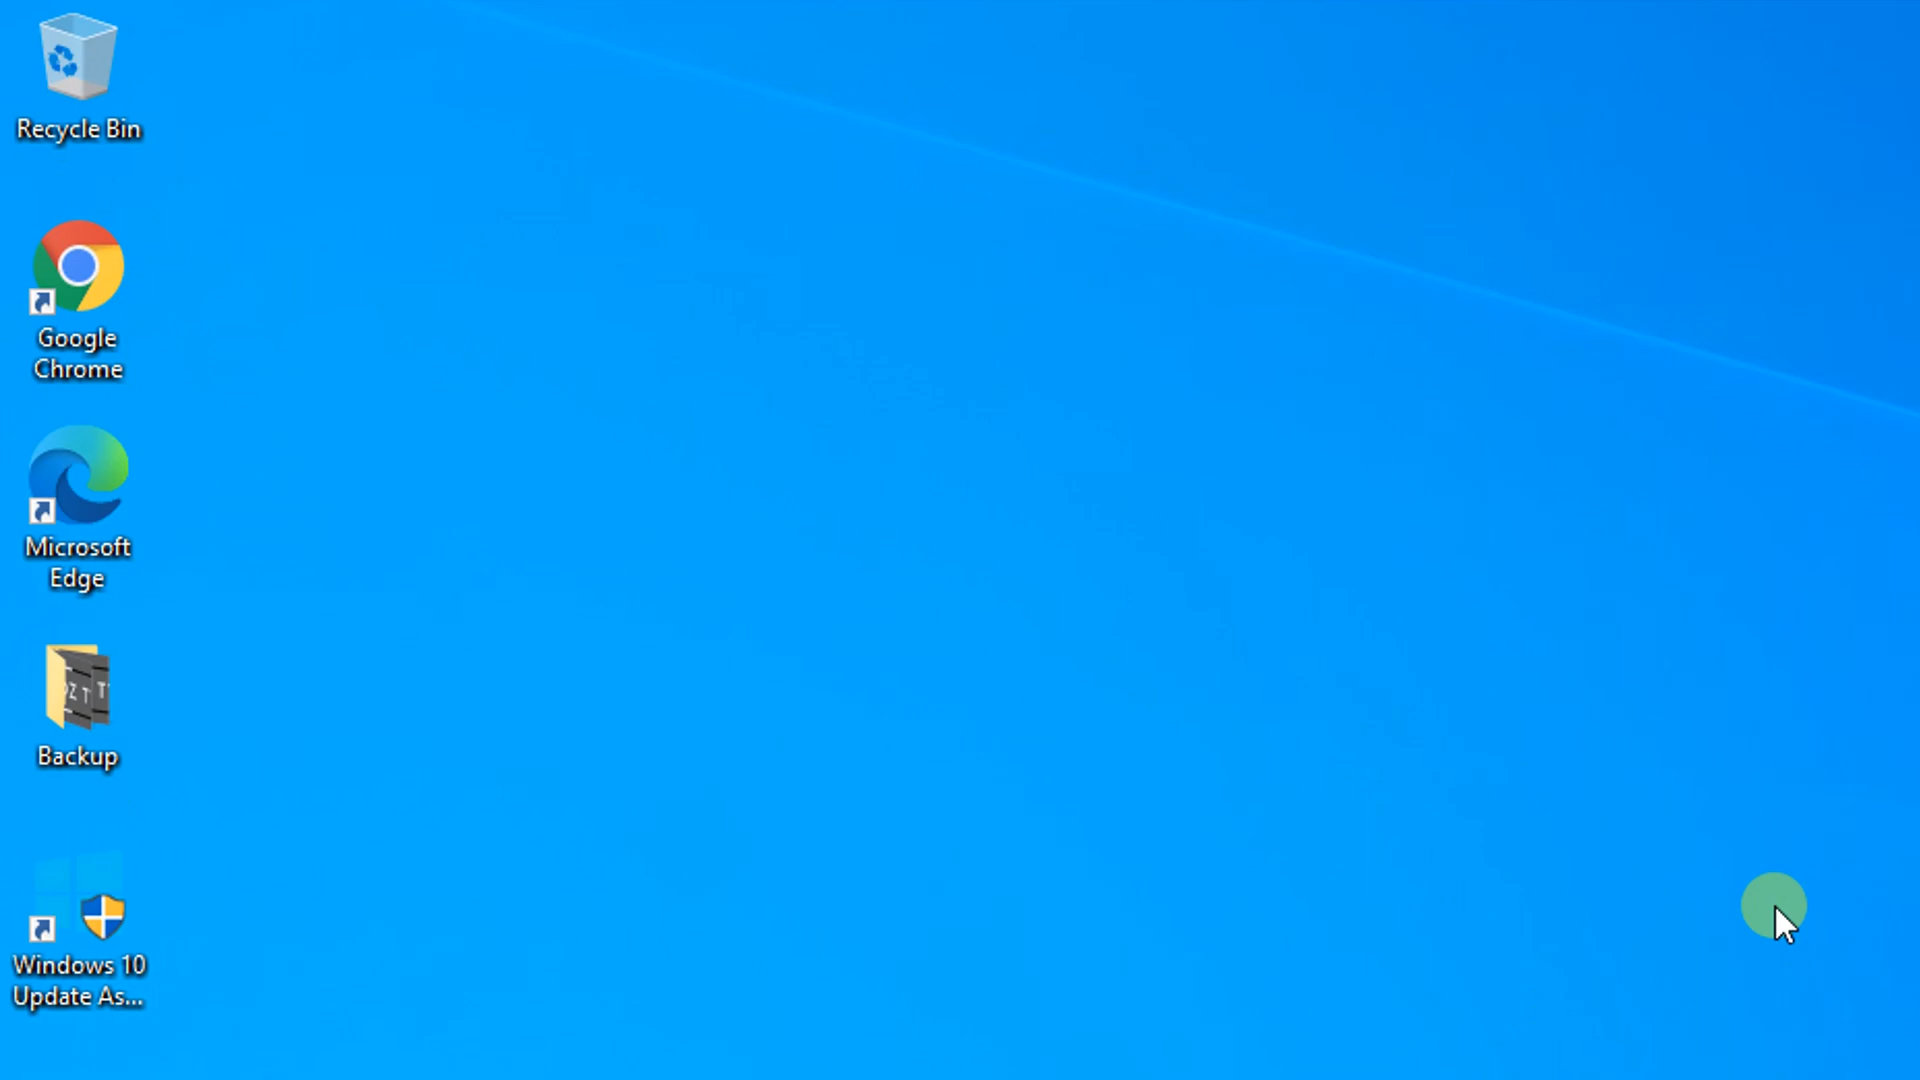 Recycle Bin
Google
Chrome
Microsoft
Edge
Backup
Windows 10
Update As...